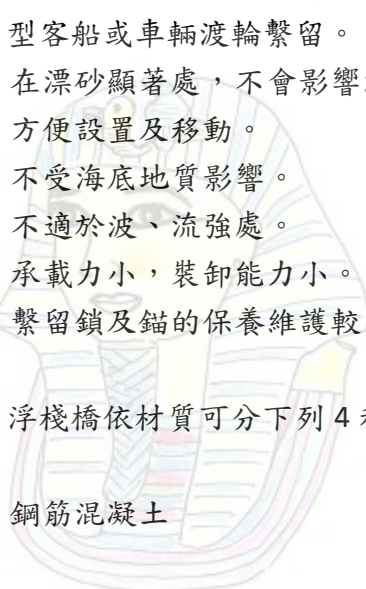 型客船或車輛渡輪繫留。
在漂砂顯著處，不會影響
方便設置及移動。
不受海底地質影響。
不適於波、流強處。
承載力小，裝卸能力小。
繫留鎖及錨的保養維護較
浮棧橋依材質可分下列 4
鋼筋混凝土